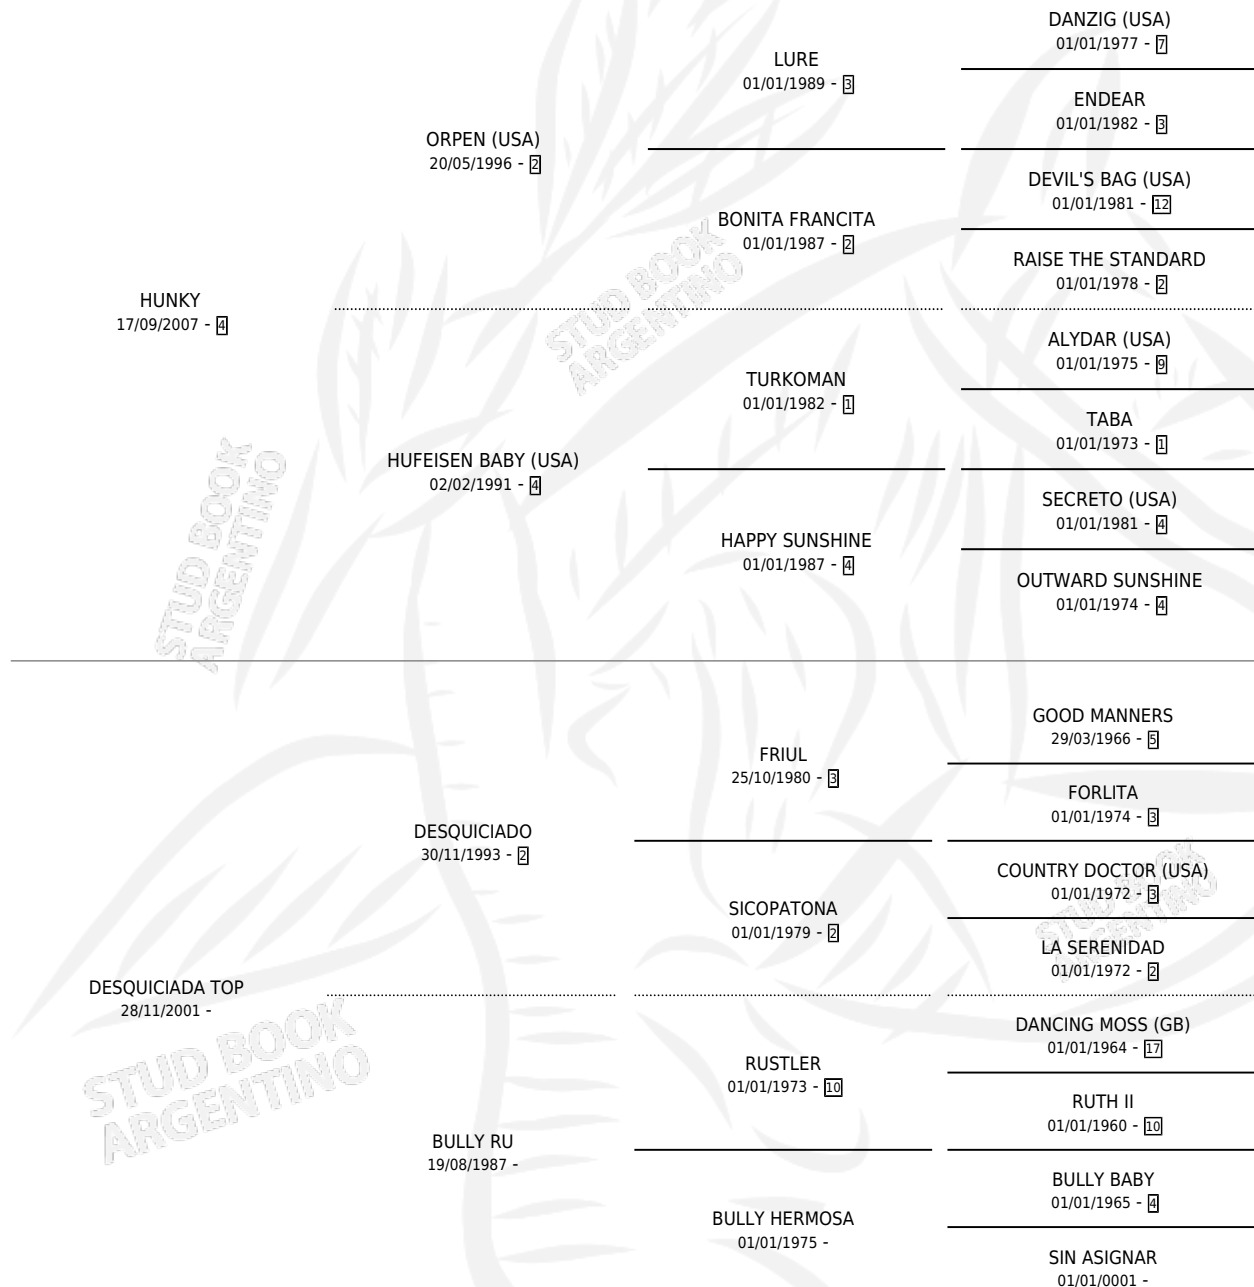 DANZIG (USA)
01/01/1977 - 7
LURE
01/01/1989 - 3
ENDEAR
01/01/1982 - 3
ORPEN (USA)
20/05/1996 - 2
DEVIL'S BAG (USA)
01/01/1981 - 12
BONITA FRANCITA
01/01/1987 - 2
RAISE THE STANDARD
01/01/1978 - 2
HUNKY
17/09/2007 - 4
ALYDAR (USA)
01/01/1975 - 9
TURKOMAN
01/01/1982 - 1
TABA
01/01/1973 - 1
HUFEISEN BABY (USA)
02/02/1991 - 4
SECRETO (USA)
01/01/1981 - 4
HAPPY SUNSHINE
01/01/1987 - 4
OUTWARD SUNSHINE
01/01/1974 - 4
GOOD MANNERS
29/03/1966 - 5
FRIUL
25/10/1980 - 3
FORLITA
01/01/1974 - 3
DESQUICIADO
30/11/1993 - 2
COUNTRY DOCTOR (USA)
01/01/1972 - 3
SICOPATONA
01/01/1979 - 2
LA SERENIDAD
01/01/1972 - 2
DESQUICIADA TOP
28/11/2001 -
DANCING MOSS (GB)
01/01/1964 - 17
RUSTLER
01/01/1973 - 10
RUTH II
01/01/1960 - 10
BULLY RU
19/08/1987 -
BULLY BABY
01/01/1965 - 4
BULLY HERMOSA
01/01/1975 -
SIN ASIGNAR
01/01/0001 -
STUD BOOK
ARGENTINO
STUD BOOK
ARGENTINO
STUD BOOK
ARGENTINO
STUD BOOK
ARGENTINO